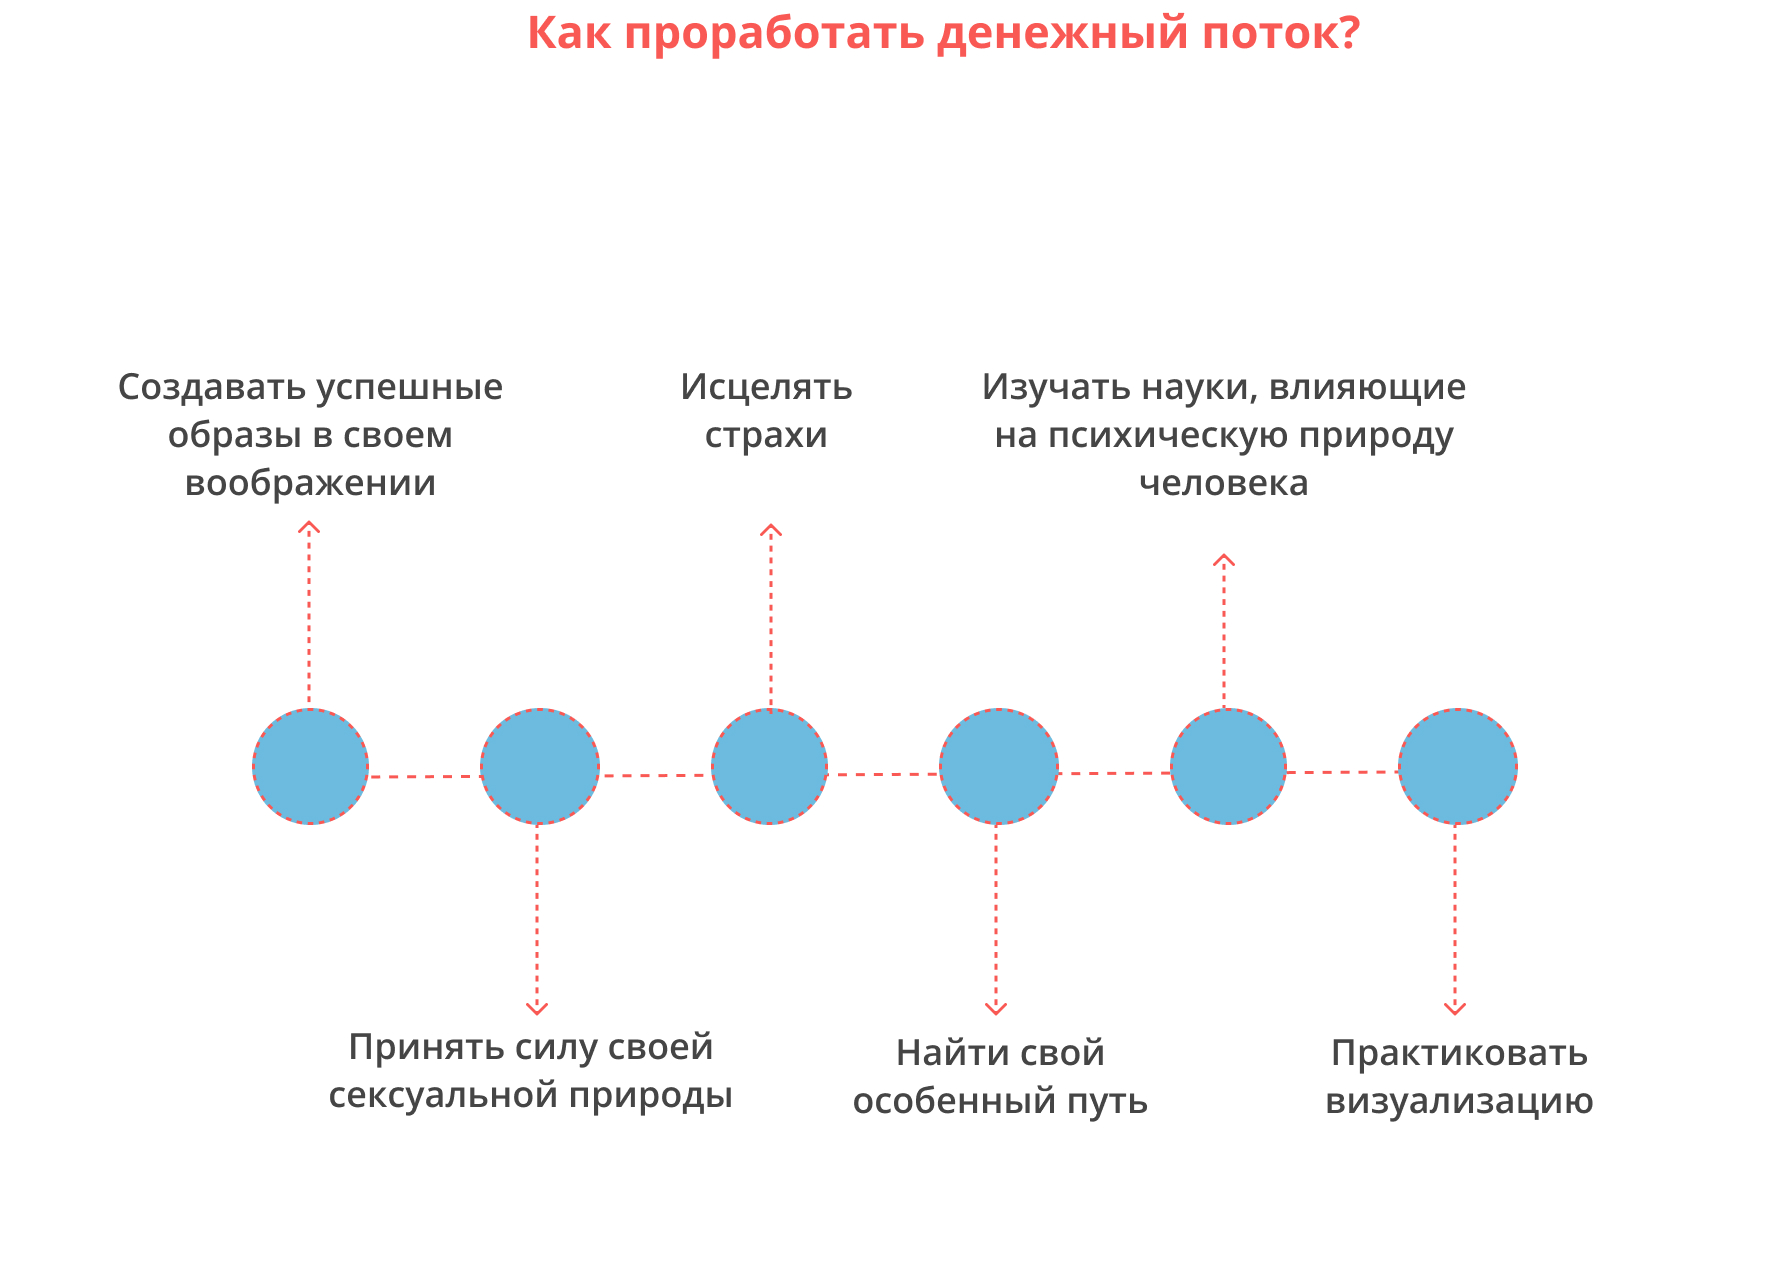 Как проработать денежный поток?
Создавать успешные
образы в своем
воображении
Исцелять
страхи
Изучать науки, влияющие
на психическую природу
человека
Принять силу своей
сексуальной природы
Найти свой
особенный путь
Практиковать
визуализацию